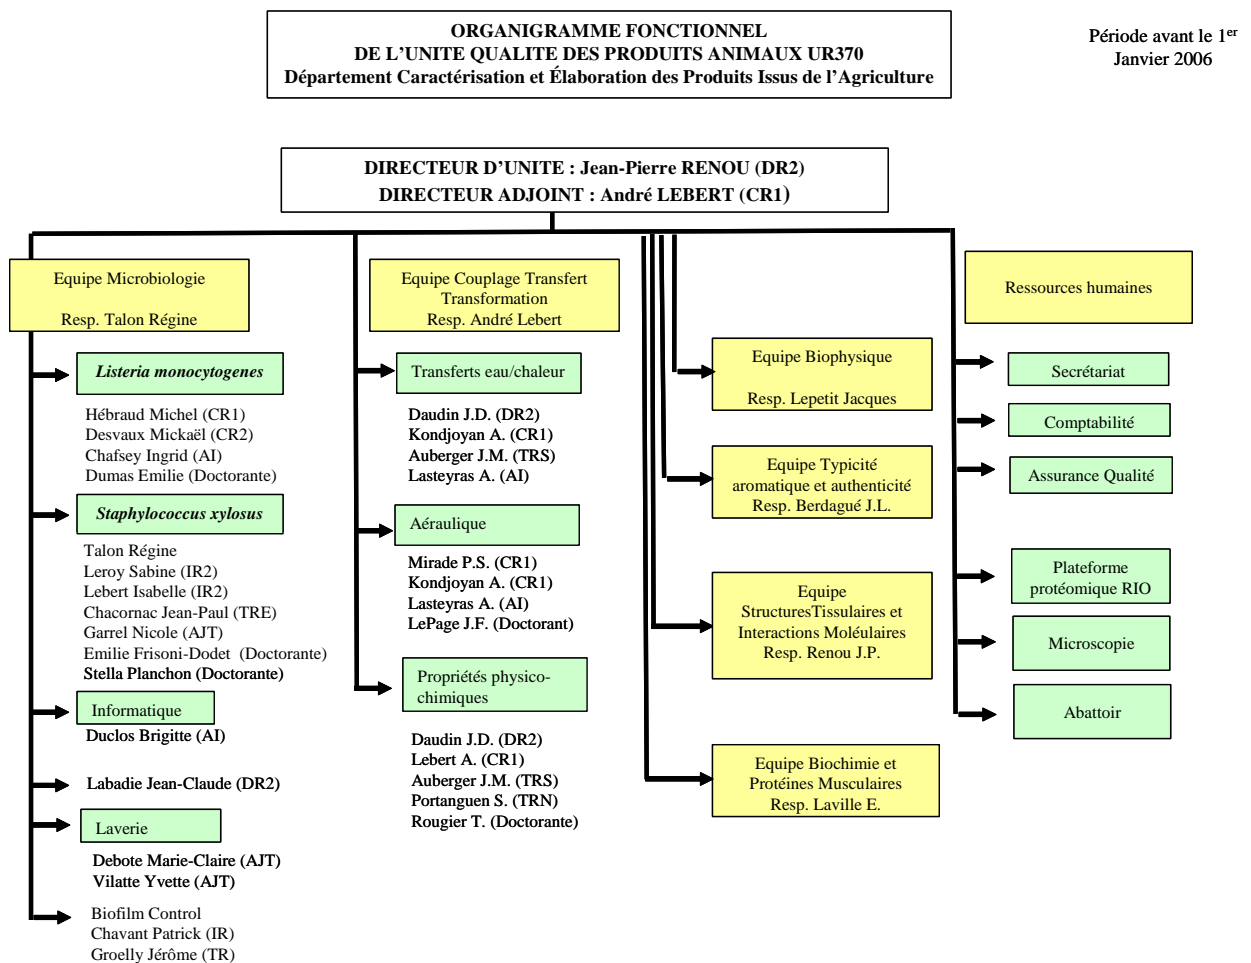 ORGANIGRAMME FONCTIONNEL
DE L'UNITE QUALITE DES PRODUITS ANIMAUX UR370
Département Caractérisation et Élaboration des Produits Issus de l'Agriculture
Période avant le 1er
Janvier 2006
DIRECTEUR D'UNITE : Jean-Pierre RENOU (DR2)
DIRECTEUR ADJOINT : André LEBERT (CR1)
Equipe Microbiologie
Resp. Talon Régine
Listeria monocytogenes
Hébraud Michel (CR1)
Desvaux Mickaël (CR2)
Chafsey Ingrid (AI)
Dumas Emilie (Doctorante)
Staphylococcus xylosus
Talon Régine
Leroy Sabine (IR2)
Lebert Isabelle (IR2)
Chacornac Jean-Paul (TRE)
Garrel Nicole (AJT)
Emilie Frisoni-Dodet (Doctorante)
Stella Planchon (Doctorante)
Informatique
Duclos Brigitte (AI)
Labadie Jean-Claude (DR2)
Laverie
Debote Marie-Claire (AJT)
Vilatte Yvette (AJT)
Biofilm Control
Chavant Patrick (IR)
Groelly Jérôme (TR)
Equipe Couplage Transfert
Transformation
Resp. André Lebert
Transferts eau/chaleur
Daudin J.D. (DR2)
Kondjoyan A. (CR1)
Auberger J.M. (TRS)
Lasteyras A. (AI)
Aéraulique
Mirade P.S. (CR1)
Kondjoyan A. (CR1)
Lasteyras A. (AI)
LePage J.F. (Doctorant)
Propriétés physico-
chimiques
Daudin J.D. (DR2)
Lebert A. (CR1)
Auberger J.M. (TRS)
Portanguen S. (TRN)
Rougier T. (Doctorante)
Equipe Biophysique
Resp. Lepetit Jacques
Equipe Typicité
aromatique et authenticité
Resp. Berdagué J.L.
Equipe
StructuresTissulaires et
Interactions Moléulaires
Resp. Renou J.P.
Equipe Biochimie et
Protéines Musculaires
Resp. Laville E.
Ressources humaines
Secrétariat
Comptabilité
Assurance Qualité
Plateforme
protéomique RIO
Microscopie
Abattoir